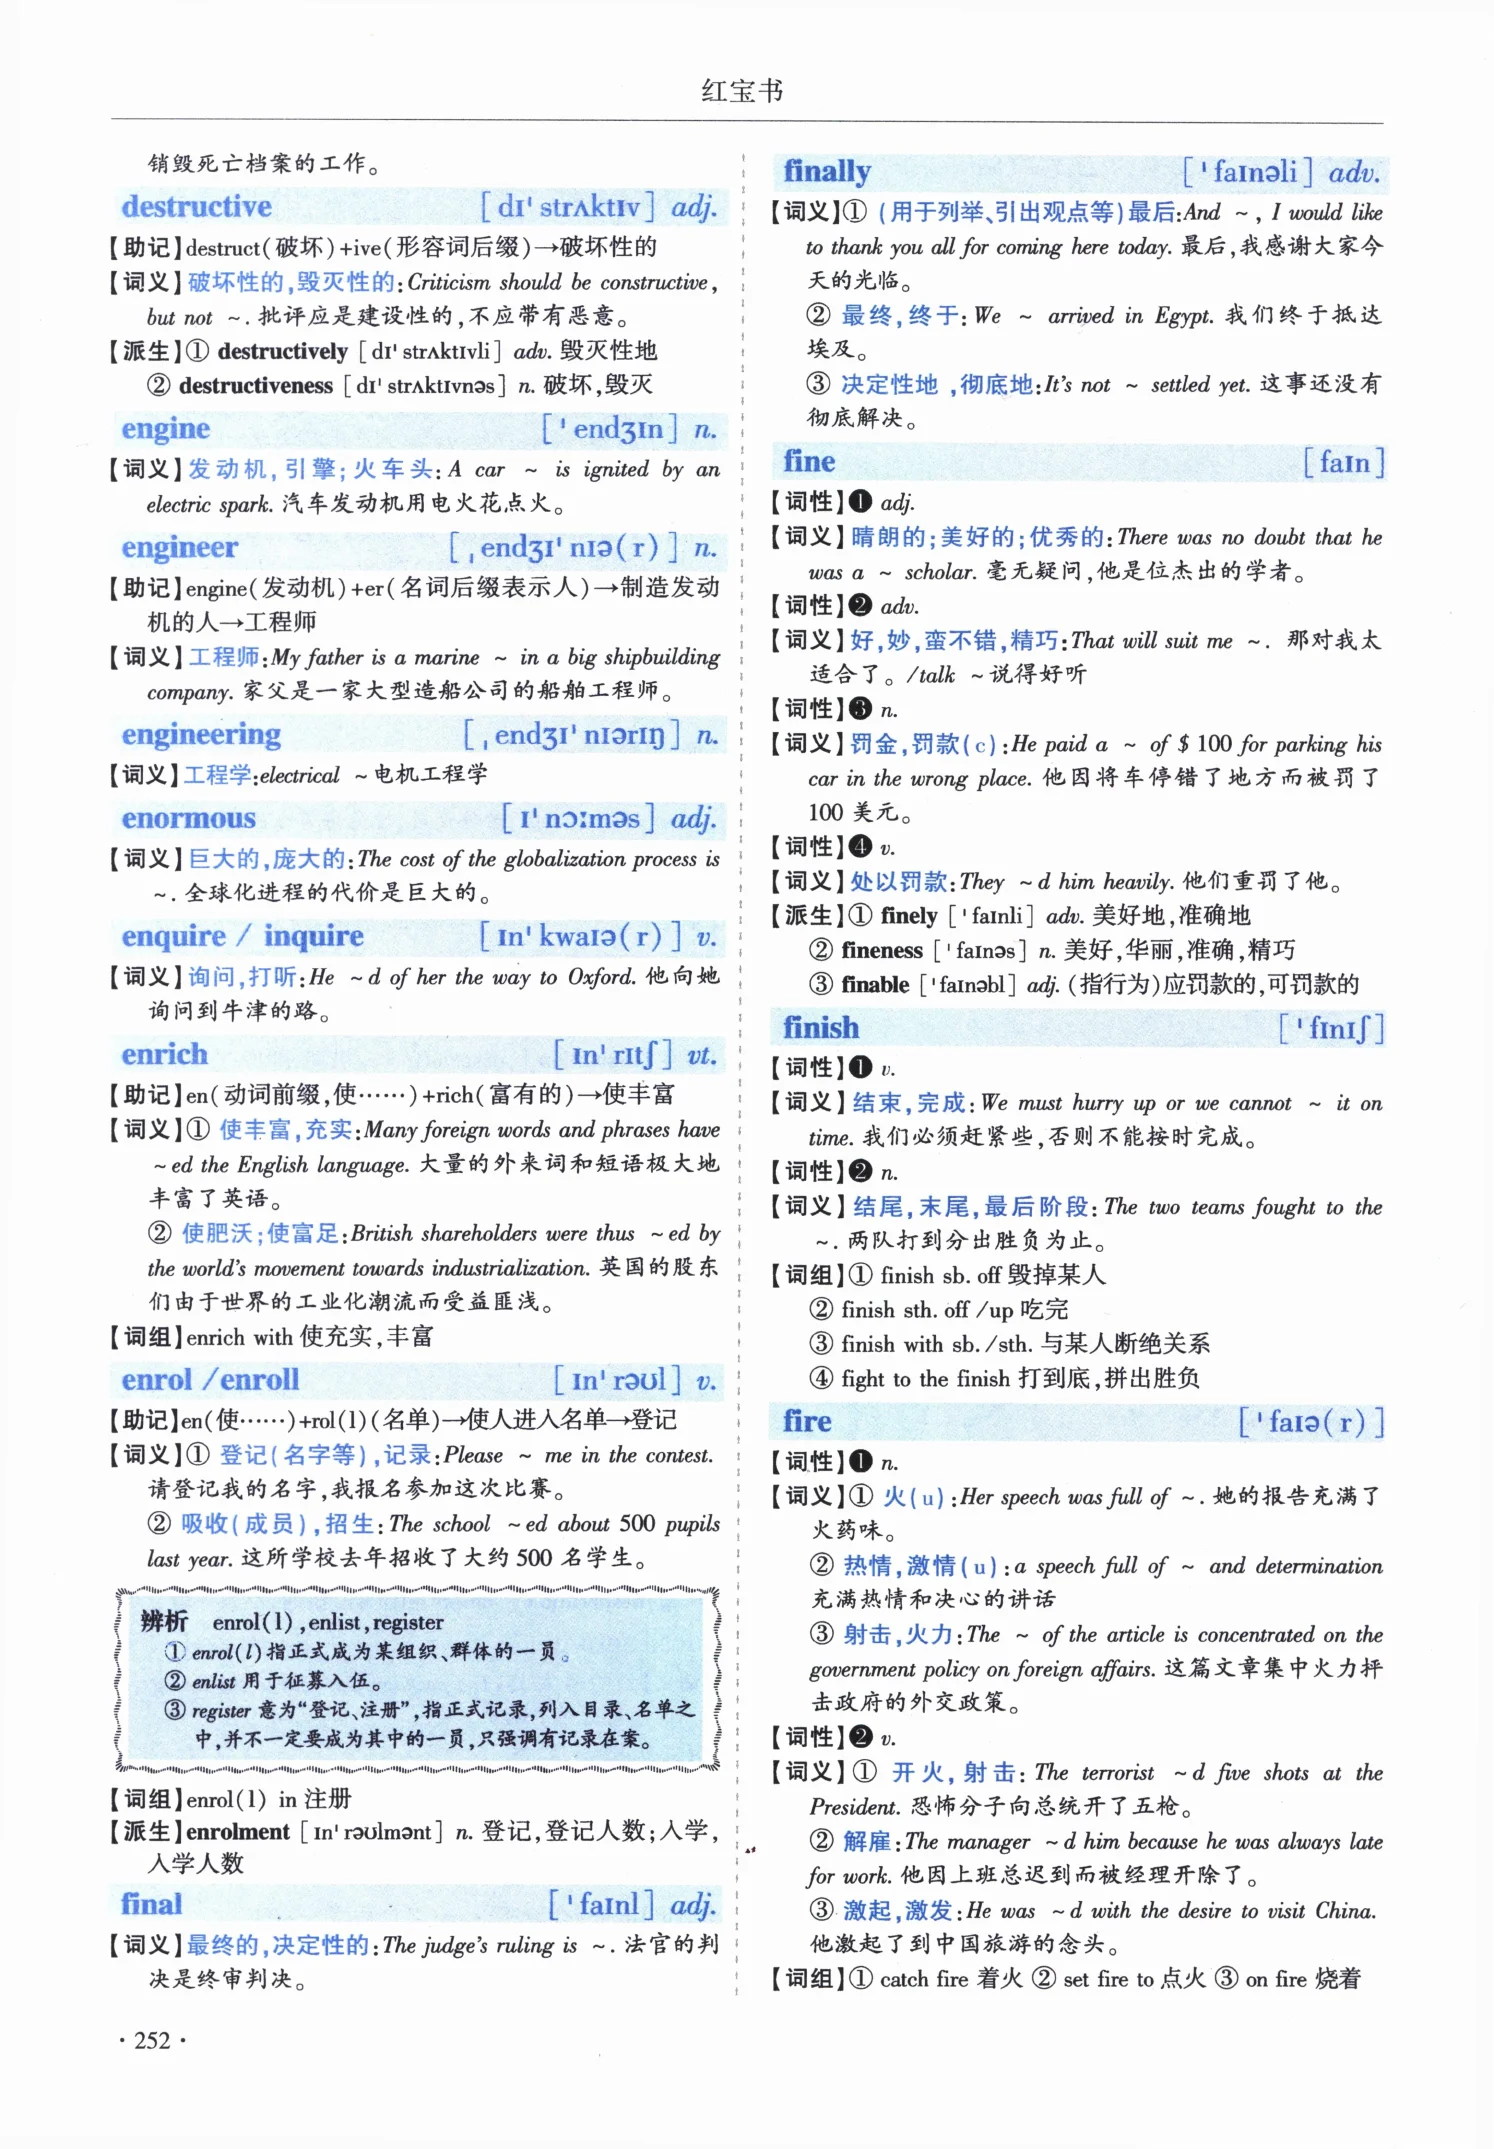 红宝书
销毁死亡档案的工作。
destructive [dɪˈstrʌktɪv] adj.
【助记】destruct(破坏)+ive(形容词后缀)→破坏性的
【词义】破坏性的,毁灭性的:Criticism should be constructive,
but not ~. 批评应是建设性的,不应带有恶意。
【派生】① destructively [dɪˈstrʌktɪvli] adv. 毁灭性地
② destructiveness [dɪˈstrʌktɪvnəs] n. 破坏,毁灭
engine [ˈendʒɪn] n.
【词义】发动机,引擎;火车头:A car ~ is ignited by an
electric spark. 汽车发动机用电火花点火。
engineer [ˌendʒɪˈnɪə(r)] n.
【助记】engine(发动机)+er(名词后缀表示人)→制造发动
机的人→工程师
【词义】工程师:My father is a marine ~ in a big shipbuilding
company. 家父是一家大型造船公司的船舶工程师。
engineering [ˌendʒɪˈnɪərɪŋ] n.
【词义】工程学:electrical ~电机工程学
enormous [ɪˈnɔːməs] adj.
【词义】巨大的,庞大的:The cost of the globalization process is
~. 全球化进程的代价是巨大的。
enquire / inquire [ɪnˈkwaɪə(r)] v.
【词义】询问,打听:He ~d of her the way to Oxford. 他向她
询问到牛津的路。
enrich [ɪnˈrɪtʃ] vt.
【助记】en(动词前缀,使……)+rich(富有的)→使丰富
【词义】① 使丰富,充实:Many foreign words and phrases have
~ed the English language. 大量的外来词和短语极大地
丰富了英语。
② 使肥沃;使富足:British shareholders were thus ~ed by
the world's movement towards industrialization. 英国的股东
们由于世界的工业化潮流而受益匪浅。
【词组】enrich with 使充实,丰富
enrol /enroll [ɪnˈrəʊl] v.
【助记】en(使……)+rol(l)(名单)→使人进入名单→登记
【词义】① 登记(名字等),记录:Please ~ me in the contest.
请登记我的名字,我报名参加这次比赛。
② 吸收(成员),招生:The school ~ed about 500 pupils
last year. 这所学校去年招收了大约 500 名学生。
辨析 enrol(l),enlist,register
① enrol(l)指正式成为某组织、群体的一员。
② enlist 用于征募入伍。
③ register 意为“登记、注册”,指正式记录,列入目录、名单之
中,并不一定要成为其中的一员,只强调有记录在案。
【词组】enrol(l) in 注册
【派生】enrolment [ɪnˈrəʊlmənt] n. 登记,登记人数;入学,
入学人数
final [ˈfaɪnl] adj.
【词义】最终的,决定性的:The judge's ruling is ~. 法官的判
决是终审判决。
finally [ˈfaɪnəli] adv.
【词义】① (用于列举、引出观点等)最后:And ~, I would like
to thank you all for coming here today. 最后,我感谢大家今
天的光临。
② 最终,终于:We ~ arrived in Egypt. 我们终于抵达
埃及。
③ 决定性地,彻底地:It's not ~ settled yet. 这事还没有
彻底解决。
fine [faɪn]
【词性】❶ adj.
【词义】晴朗的;美好的;优秀的:There was no doubt that he
was a ~ scholar. 毫无疑问,他是位杰出的学者。
【词性】❷ adv.
【词义】好,妙,蛮不错,精巧:That will suit me ~. 那对我太
适合了。/talk ~说得好听
【词性】❸ n.
【词义】罚金,罚款(c):He paid a ~ of $ 100 for parking his
car in the wrong place. 他因将车停错了地方而被罚了
100 美元。
【词性】❹ v.
【词义】处以罚款:They ~d him heavily. 他们重罚了他。
【派生】① finely [ˈfaɪnli] adv. 美好地,准确地
② fineness [ˈfaɪnəs] n. 美好,华丽,准确,精巧
③ finable [ˈfaɪnəbl] adj. (指行为)应罚款的,可罚款的
finish [ˈfɪnɪʃ]
【词性】❶ v.
【词义】结束,完成:We must hurry up or we cannot ~ it on
time. 我们必须赶紧些,否则不能按时完成。
【词性】❷ n.
【词义】结尾,末尾,最后阶段:The two teams fought to the
~. 两队打到分出胜负为止。
【词组】① finish sb. off 毁掉某人
② finish sth. off /up 吃完
③ finish with sb. /sth. 与某人断绝关系
④ fight to the finish 打到底,拼出胜负
fire [ˈfaɪə(r)]
【词性】❶ n.
【词义】① 火(u):Her speech was full of ~. 她的报告充满了
火药味。
② 热情,激情(u):a speech full of ~ and determination
充满热情和决心的讲话
③ 射击,火力:The ~ of the article is concentrated on the
government policy on foreign affairs. 这篇文章集中火力抨
击政府的外交政策。
【词性】❷ v.
【词义】① 开火,射击:The terrorist ~d five shots at the
President. 恐怖分子向总统开了五枪。
② 解雇:The manager ~d him because he was always late
for work. 他因上班总迟到而被经理开除了。
③ 激起,激发:He was ~d with the desire to visit China.
他激起了到中国旅游的念头。
【词组】① catch fire 着火 ② set fire to 点火 ③ on fire 烧着
·252·